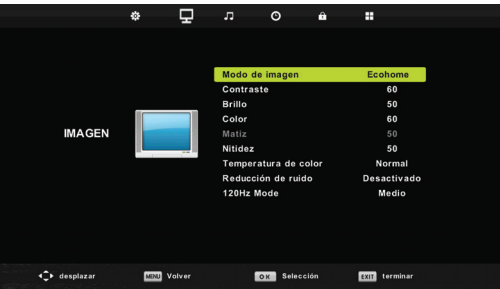 Modo de imagen Ecohome
Contraste 60
Brillo 50
Color 60
IMAGEN
Matiz 50
Nitidez 50
Temperatura de color Normal
Reducción de ruido Desactivado
120Hz Mode Medio
desplazar MENU Volver OK Selección EXIT terminar